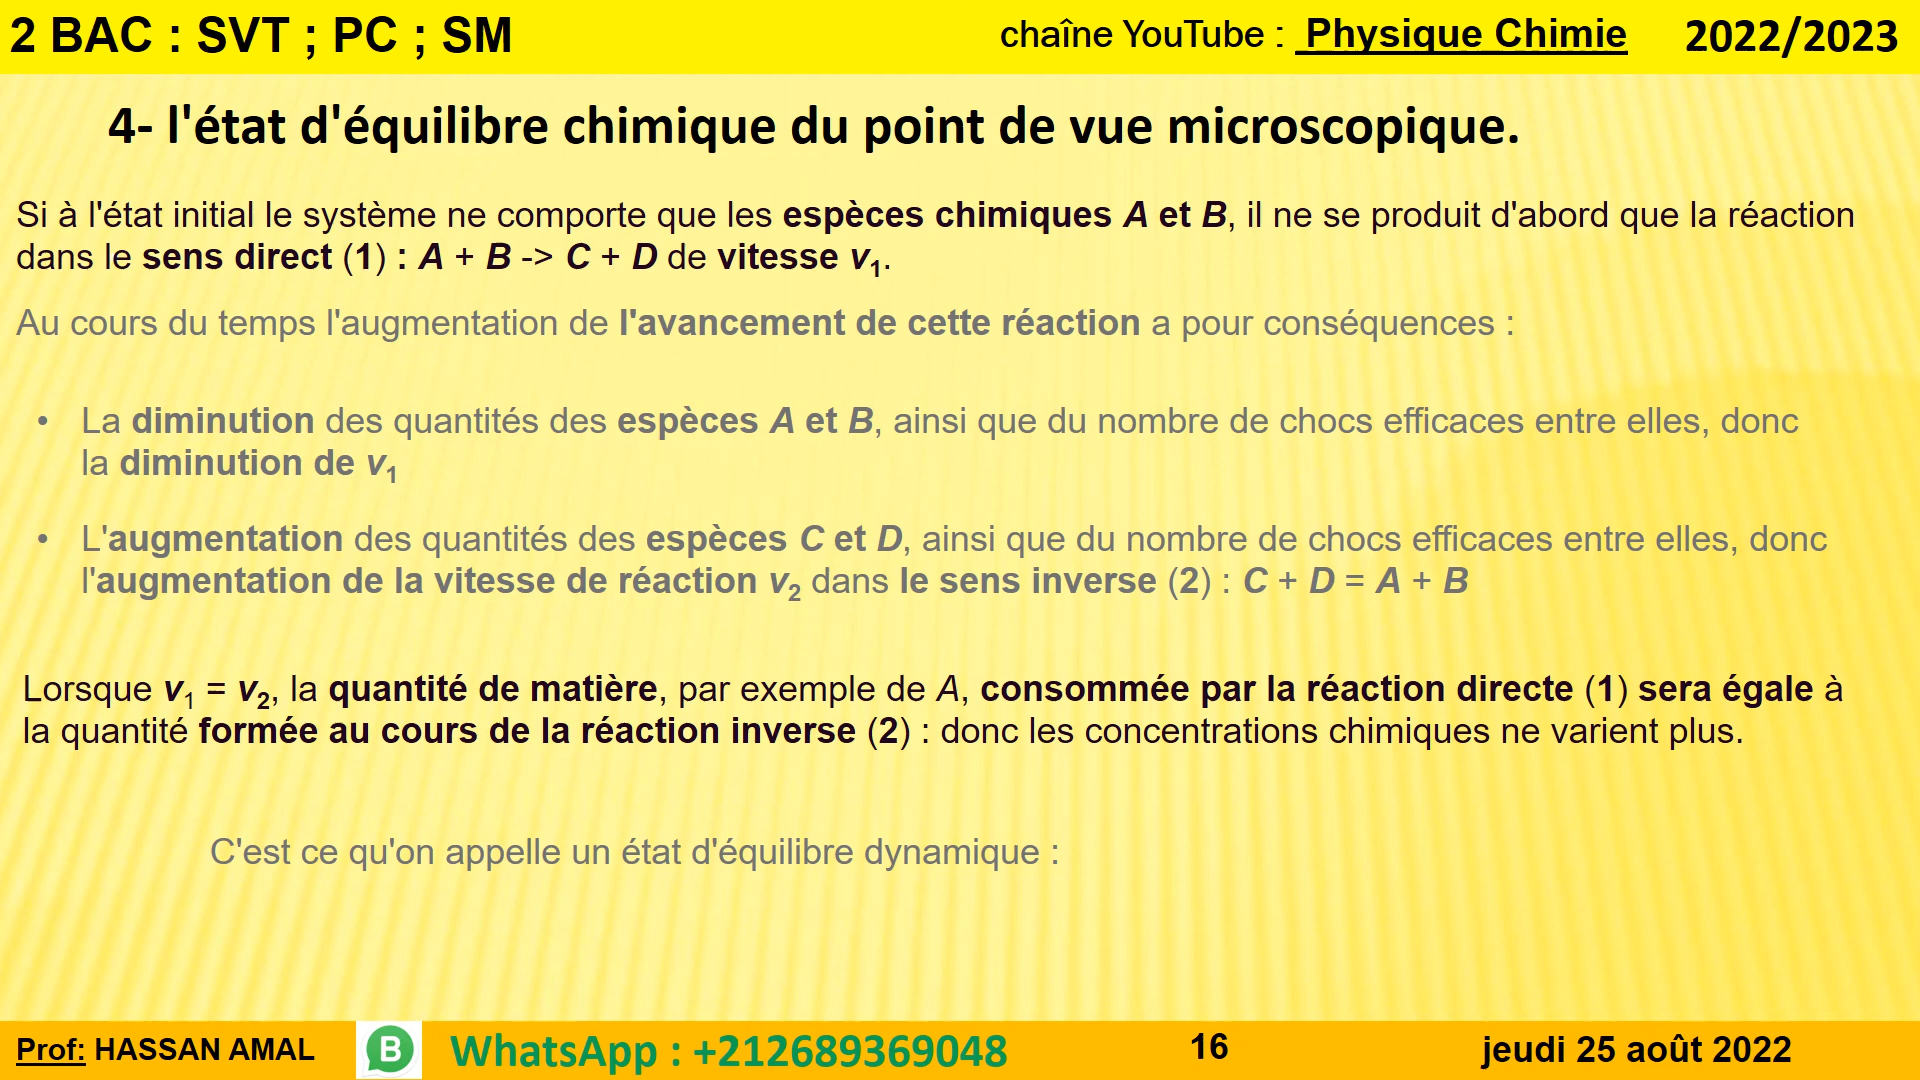 2 BAC : SVT ; PC ; SM
chaîne YouTube : Physique Chimie
2022/2023
4- l'état d'équilibre chimique du point de vue microscopique.
Si à l'état initial le système ne comporte que les espèces chimiques A et B, il ne se produit d'abord que la réaction
dans le sens direct (1) : A + B -> C + D de vitesse v₁.
Au cours du temps l'augmentation de l'avancement de cette réaction a pour conséquences :
• La diminution des quantités des espèces A et B, ainsi que du nombre de chocs efficaces entre elles, donc
la diminution de v₁
• L'augmentation des quantités des espèces C et D, ainsi que du nombre de chocs efficaces entre elles, donc
l'augmentation de la vitesse de réaction v₂ dans le sens inverse (2) : C + D = A + B
Lorsque v₁ = v₂, la quantité de matière, par exemple de A, consommée par la réaction directe (1) sera égale à
la quantité formée au cours de la réaction inverse (2) : donc les concentrations chimiques ne varient plus.
C'est ce qu'on appelle un état d'équilibre dynamique :
Prof: HASSAN AMAL
B
WhatsApp : +212689369048
16
jeudi 25 août 2022